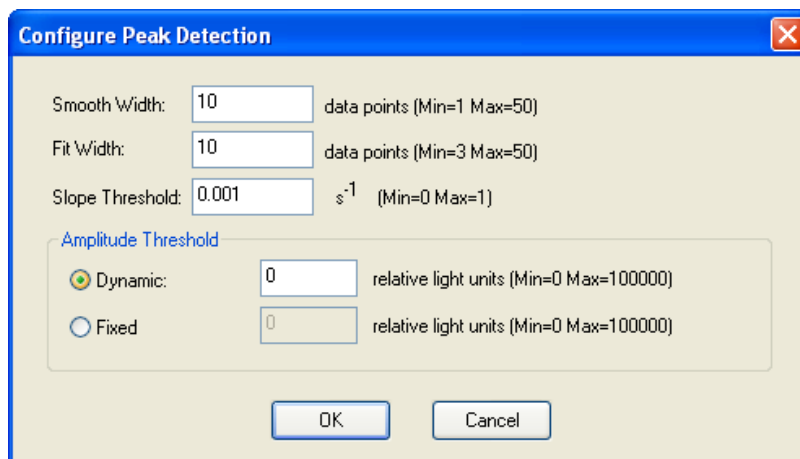 Configure Peak Detection
Smooth Width: 10 data points (Min=1 Max=50)
Fit Width: 10 data points (Min=3 Max=50)
Slope Threshold: 0.001 s⁻¹ (Min=0 Max=1)
Amplitude Threshold
Dynamic: 0 relative light units (Min=0 Max=100000)
Fixed 0 relative light units (Min=0 Max=100000)
OK Cancel